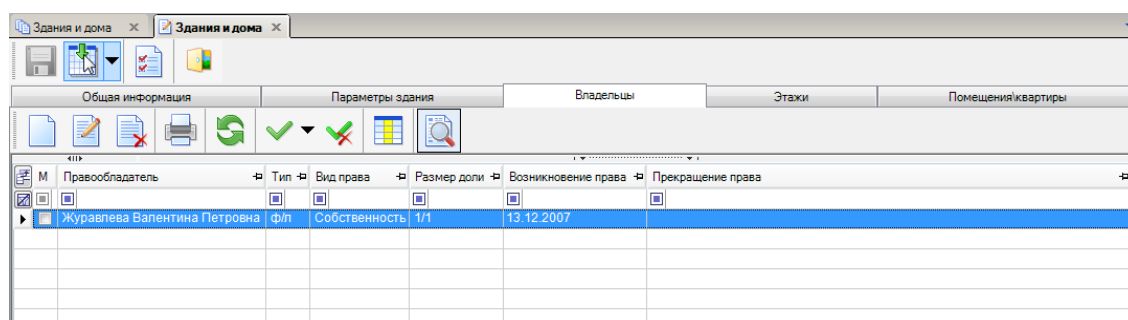 Здания и дома Здания и дома
Общая информация Параметры здания Владельцы Этажи Помещения\квартиры
М Правообладатель Тип Вид права Размер доли Возникновение права Прекращение права
Журавлева Валентина Петровна ф/л Собственность 1/1 13.12.2007